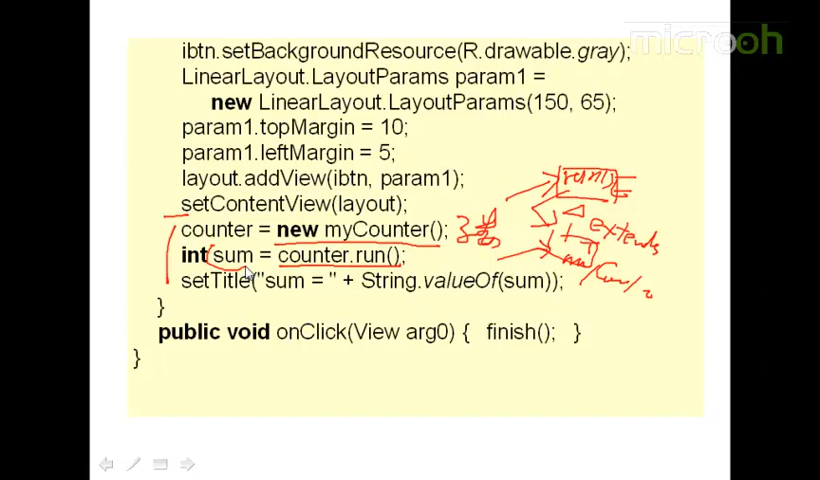 microoh
ibtn.setBackgroundResource(R.drawable.gray);
LinearLayout.LayoutParams param1 =
new LinearLayout.LayoutParams(150, 65);
param1.topMargin = 10;
param1.leftMargin = 5;
layout.addView(ibtn, param1);
setContentView(layout);
counter = new myCounter();
extends
int sum = counter.run();
setTitle("sum = " + String.valueOf(sum));
}
public void onClick(View arg0) { finish(); }
}